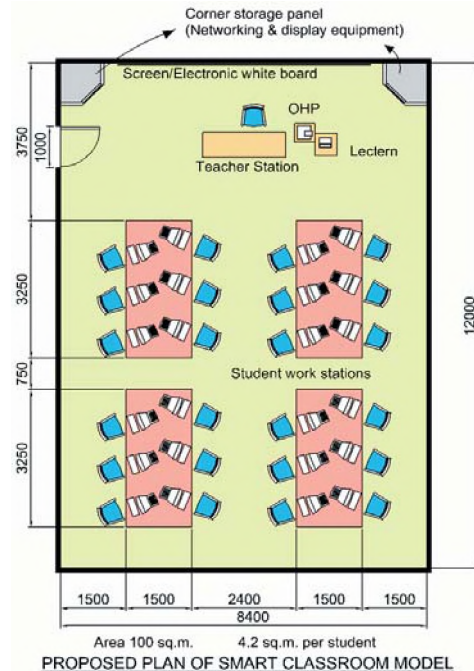 Corner storage panel
(Networking & display equipment)
Screen/Electronic white board
OHP
Leclern
Teacher Station
3750
1000
3250
12000
750
Student work stations
3250
1500 1500 2400 1500 1500
8400
Area 100 sq.m. 4.2 sq.m. per student
PROPOSED PLAN OF SMART CLASSROOM MODEL